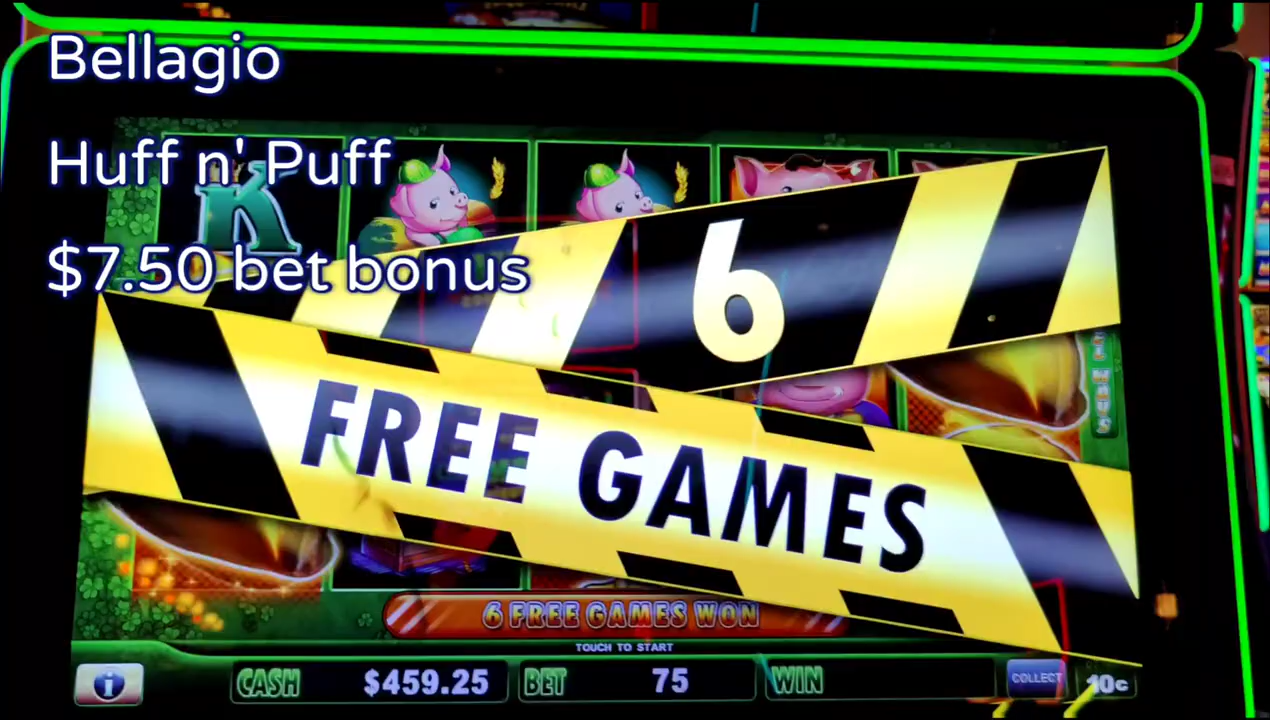 Bellagio
Huff n' Puff
$7.50 bet bonus
K
6
FREE GAMES
6 FREE GAMES WON
TOUCH TO START
CASH $459.25 BET 75 WIN COLLECT 10¢